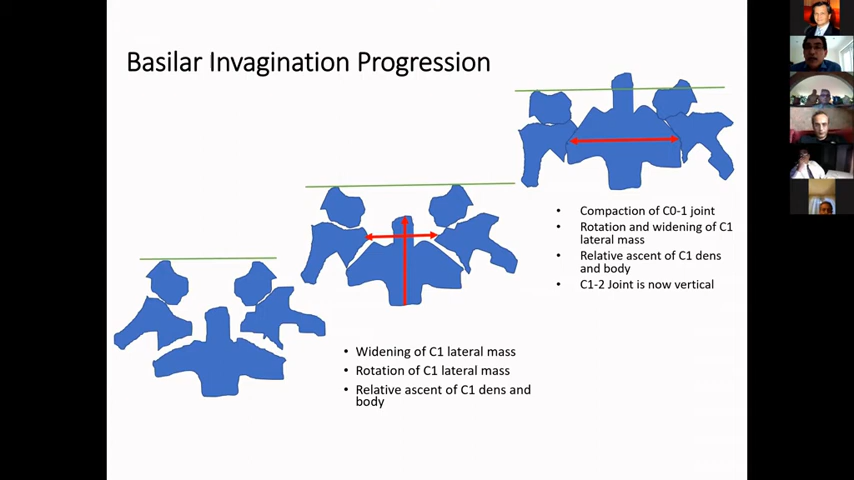 Basilar Invagination Progression
• Compaction of C0-1 joint
• Rotation and widening of C1
lateral mass
• Relative ascent of C1 dens
and body
• C1-2 Joint is now vertical
• Widening of C1 lateral mass
• Rotation of C1 lateral mass
• Relative ascent of C1 dens and
body